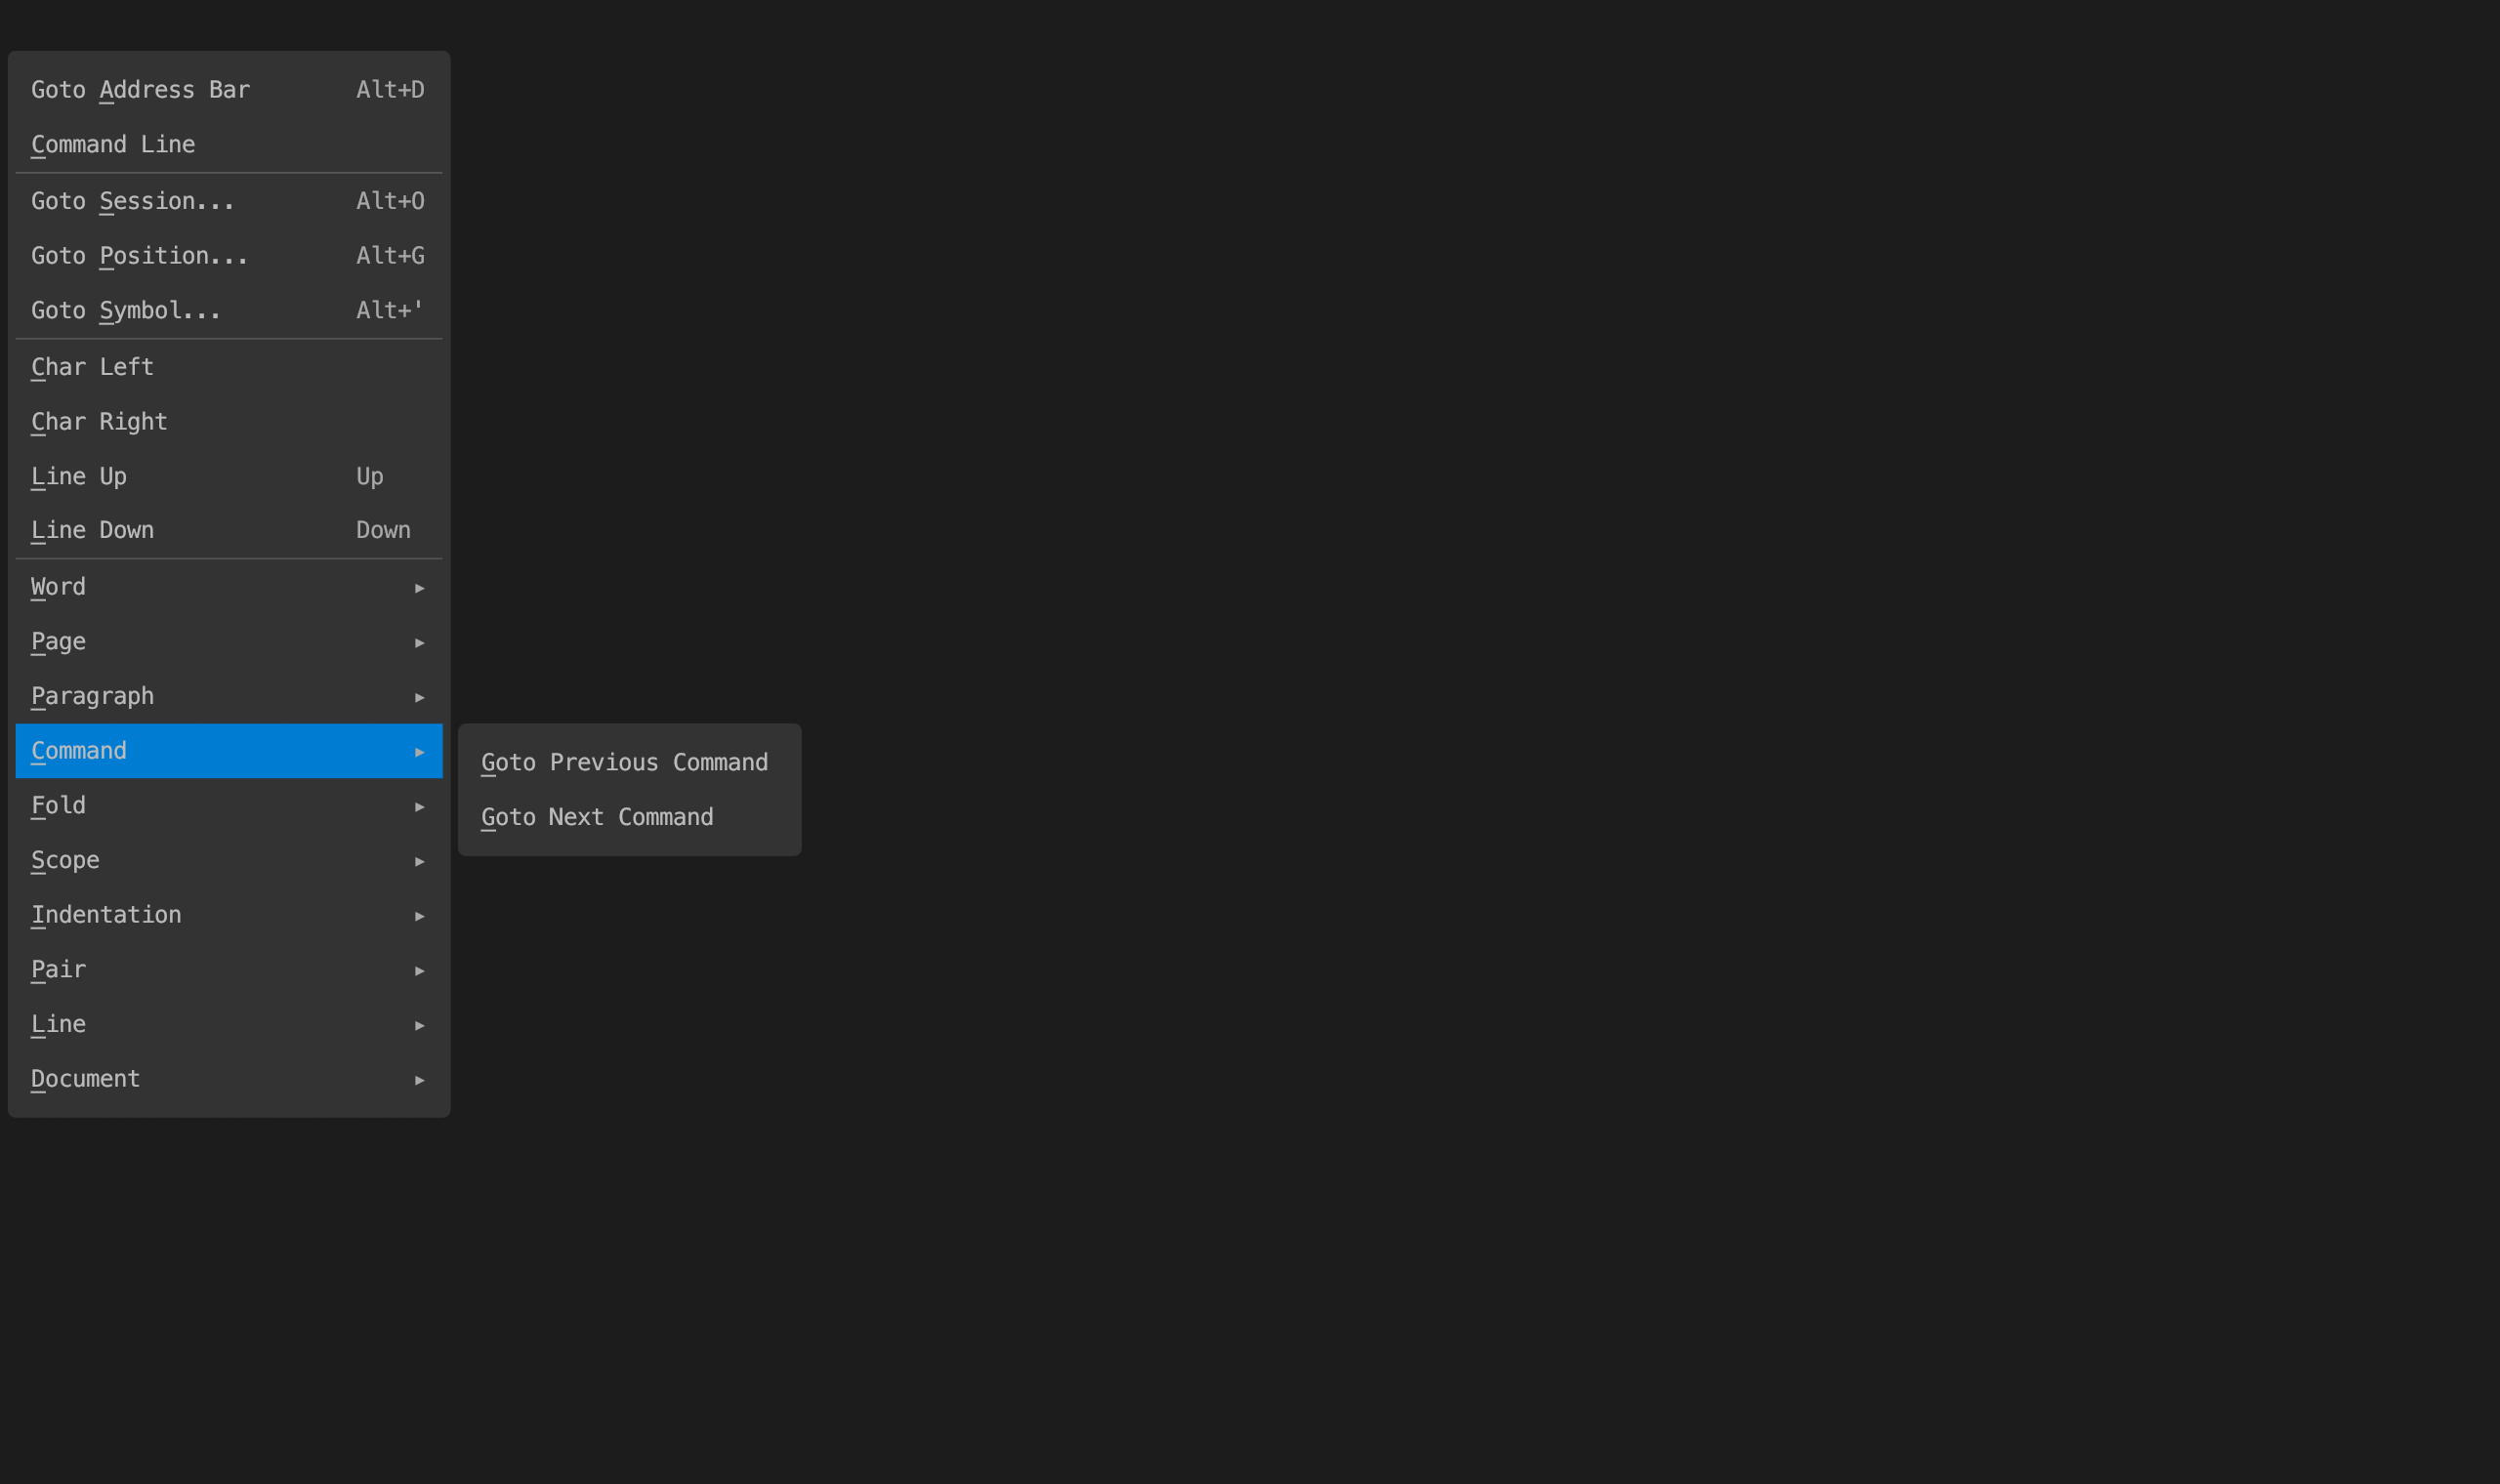 Goto Address Bar Alt+D
Command Line
Goto Session... Alt+O
Goto Position... Alt+G
Goto Symbol... Alt+'
Char Left
Char Right
Line Up Up
Line Down Down
Word ▸
Page ▸
Paragraph ▸
Command ▸
Goto Previous Command
Goto Next Command
Fold ▸
Scope ▸
Indentation ▸
Pair ▸
Line ▸
Document ▸